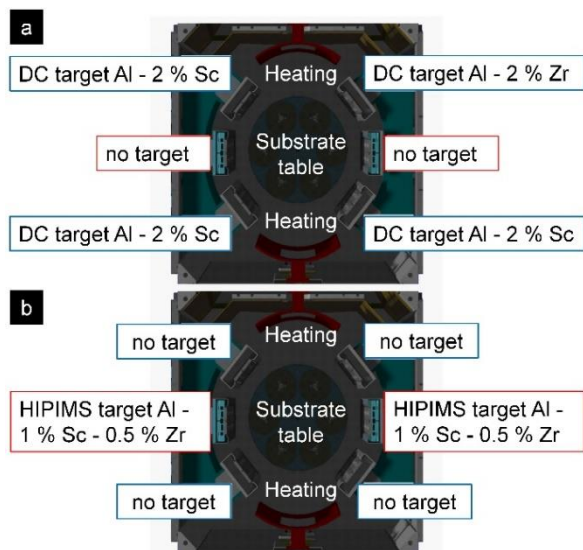 a
DC target Al - 2 % Sc
Heating
DC target Al - 2 % Zr
no target
Substrate
table
no target
DC target Al - 2 % Sc
Heating
DC target Al - 2 % Sc
b
no target
Heating
no target
HIPIMS target Al -
1 % Sc - 0.5 % Zr
Substrate
table
HIPIMS target Al -
1 % Sc - 0.5 % Zr
no target
Heating
no target